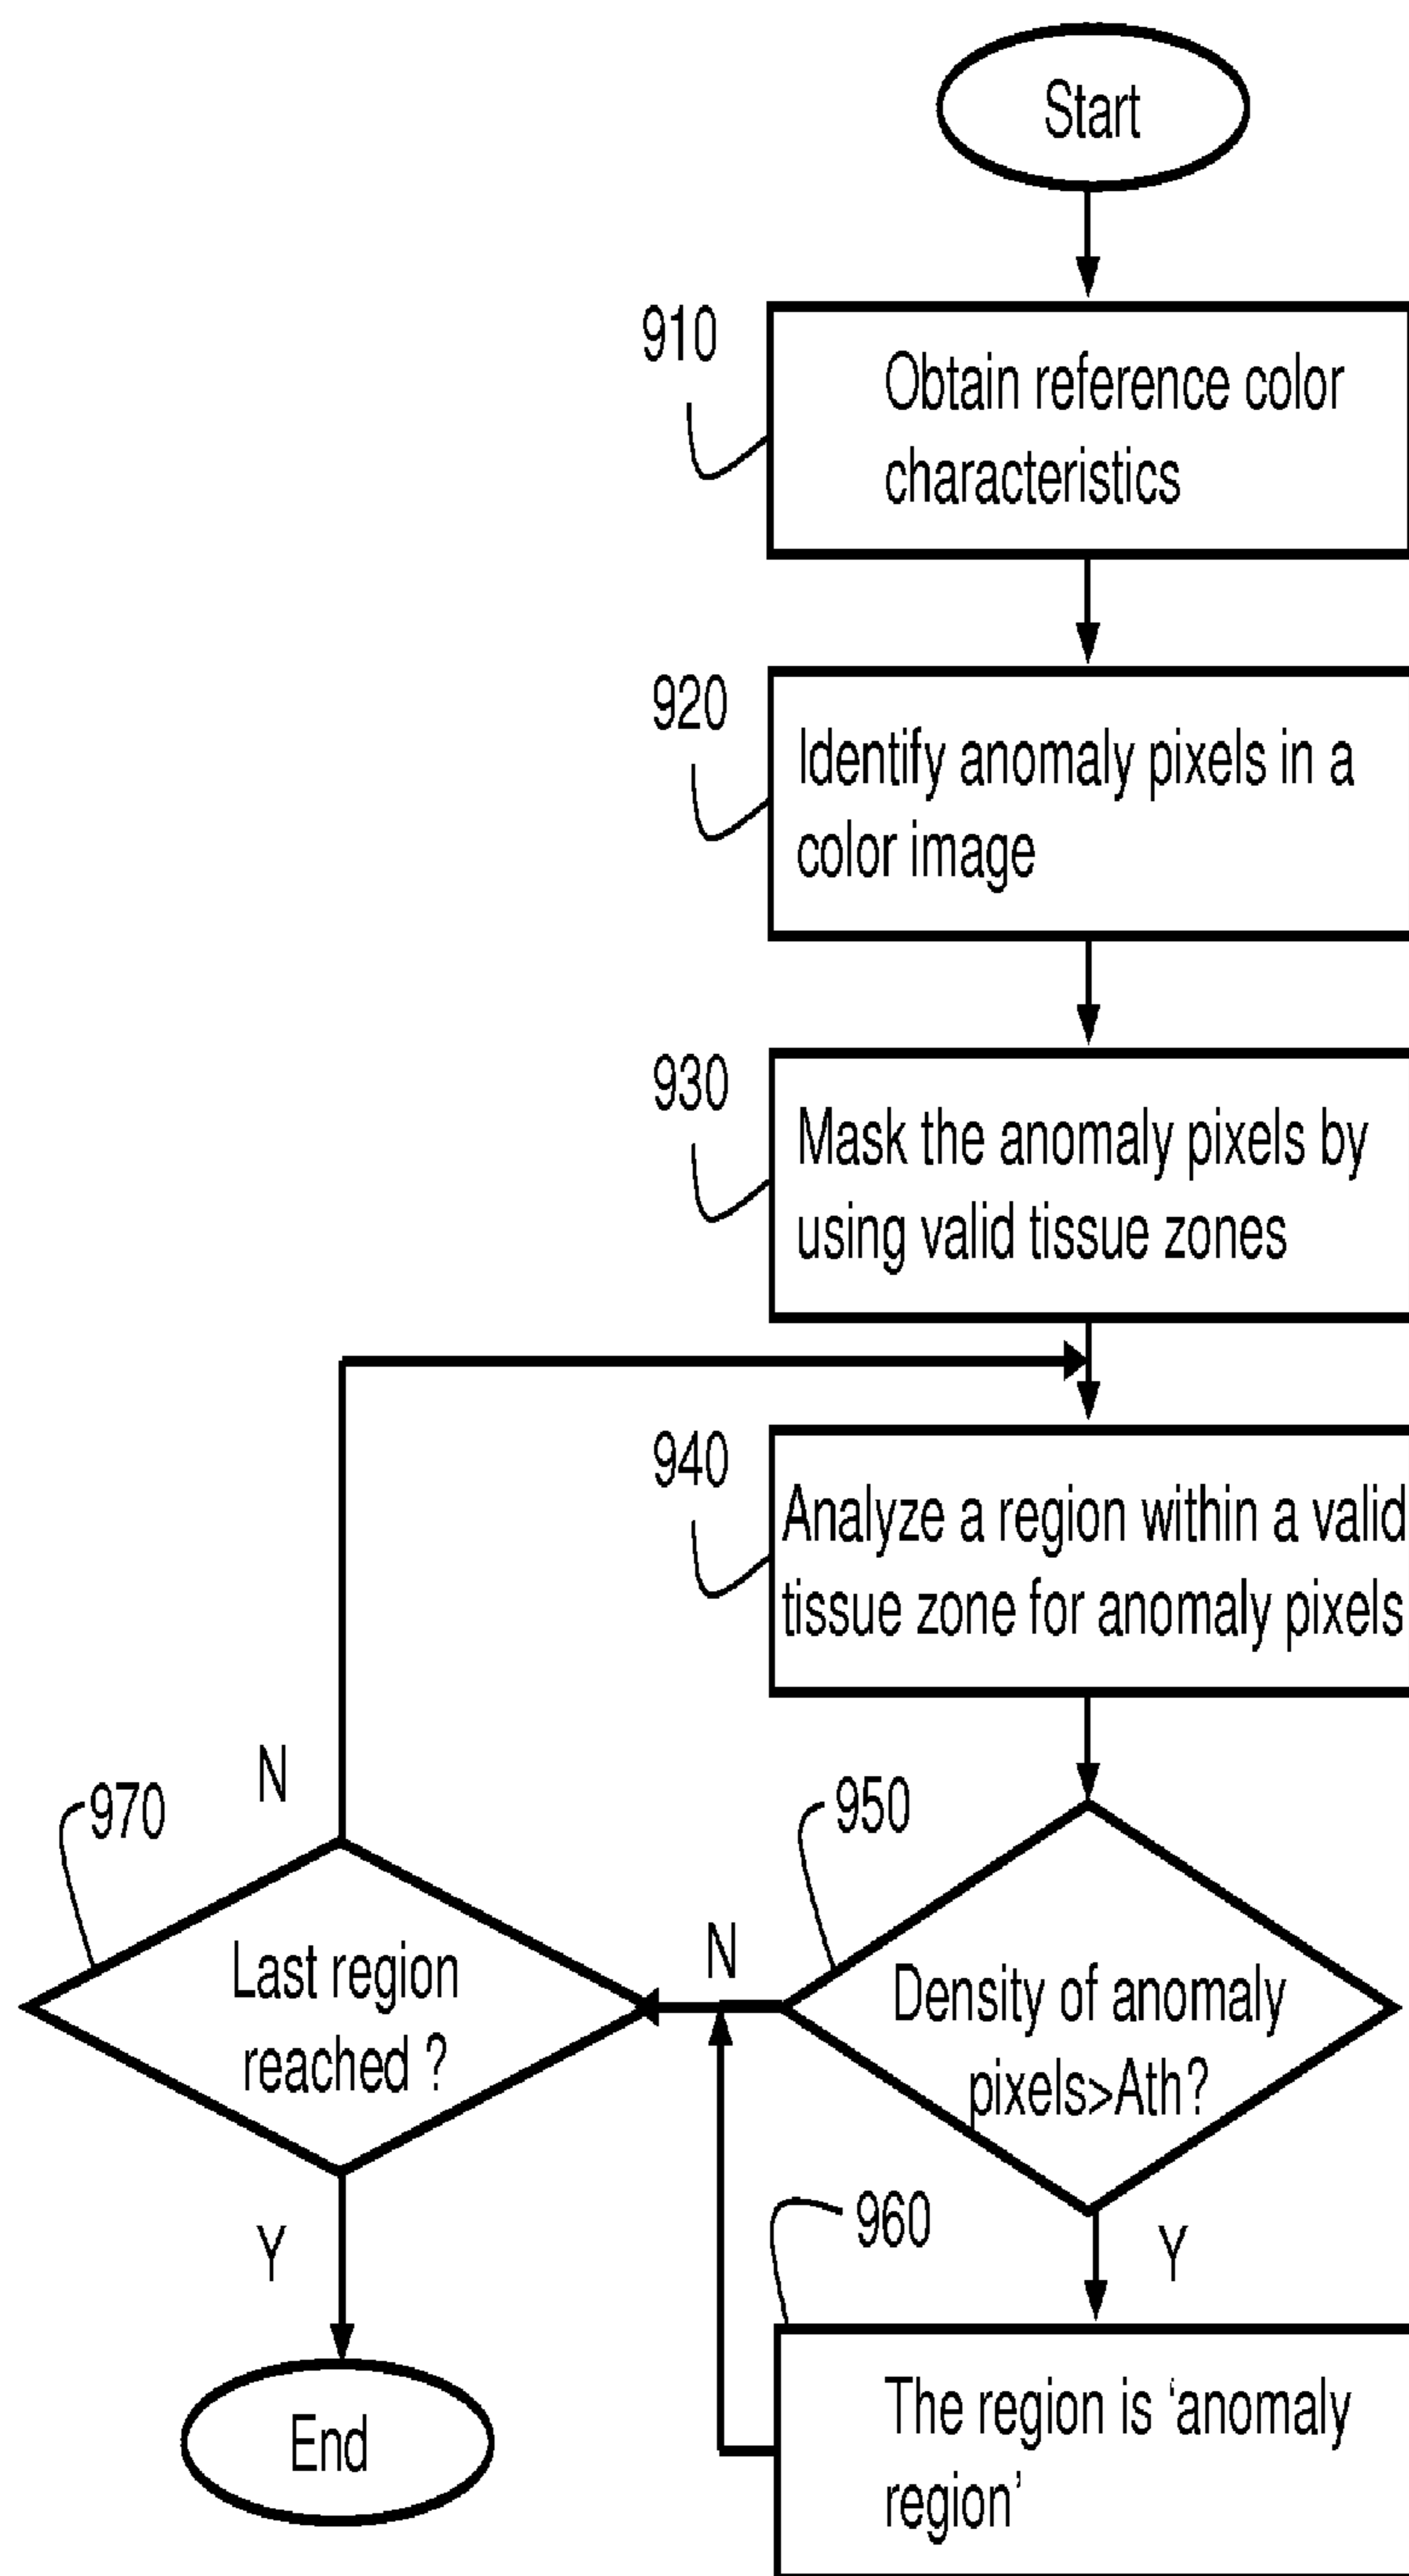 Start
910
Obtain reference color
characteristics
920
Identify anomaly pixels in a
color image
930
Mask the anomaly pixels by
using valid tissue zones
940
Analyze a region within a valid
tissue zone for anomaly pixels
N
970
950
Last region
reached ?
N
Density of anomaly
pixels>Ath?
Y
960
Y
The region is ‘anomaly
region’
End